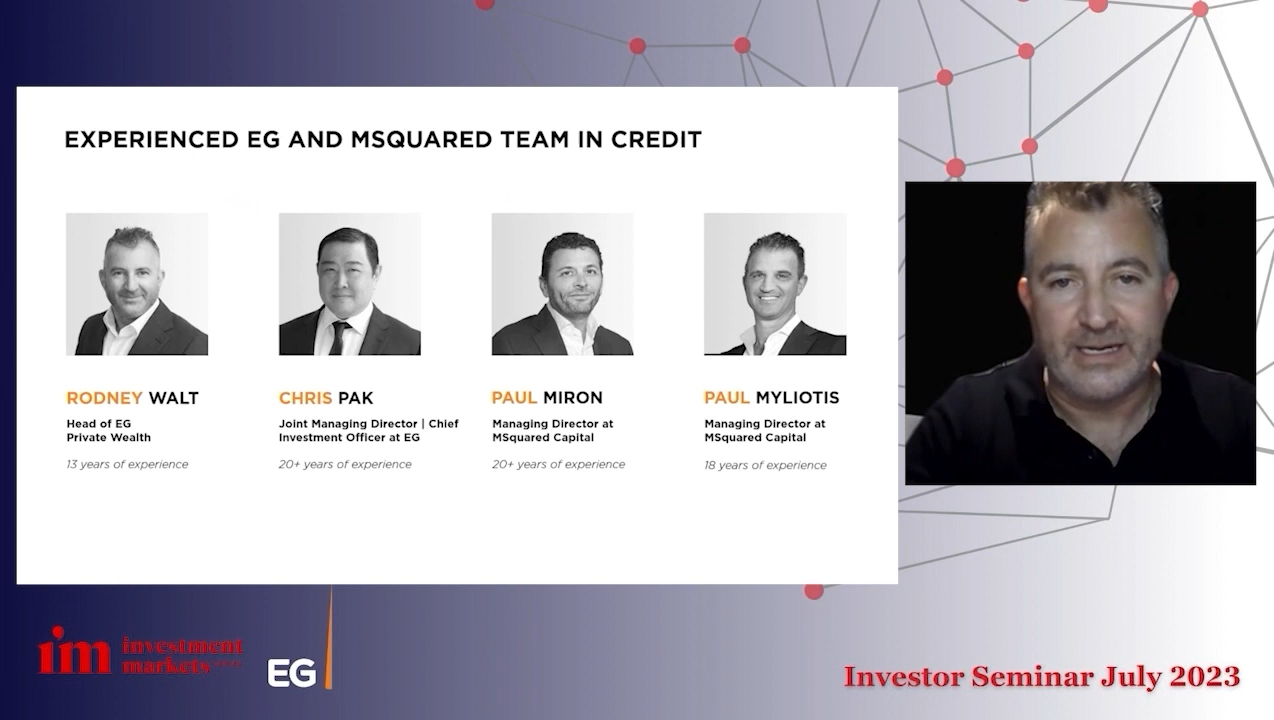 EXPERIENCED EG AND MSQUARED TEAM IN CREDIT
RODNEY WALT
Head of EG
Private Wealth
13 years of experience
CHRIS PAK
Joint Managing Director | Chief
Investment Officer at EG
20+ years of experience
PAUL MIRON
Managing Director at
MSquared Capital
20+ years of experience
PAUL MYLIOTIS
Managing Director at
MSquared Capital
18 years of experience
im investment
markets
EG
Investor Seminar July 2023